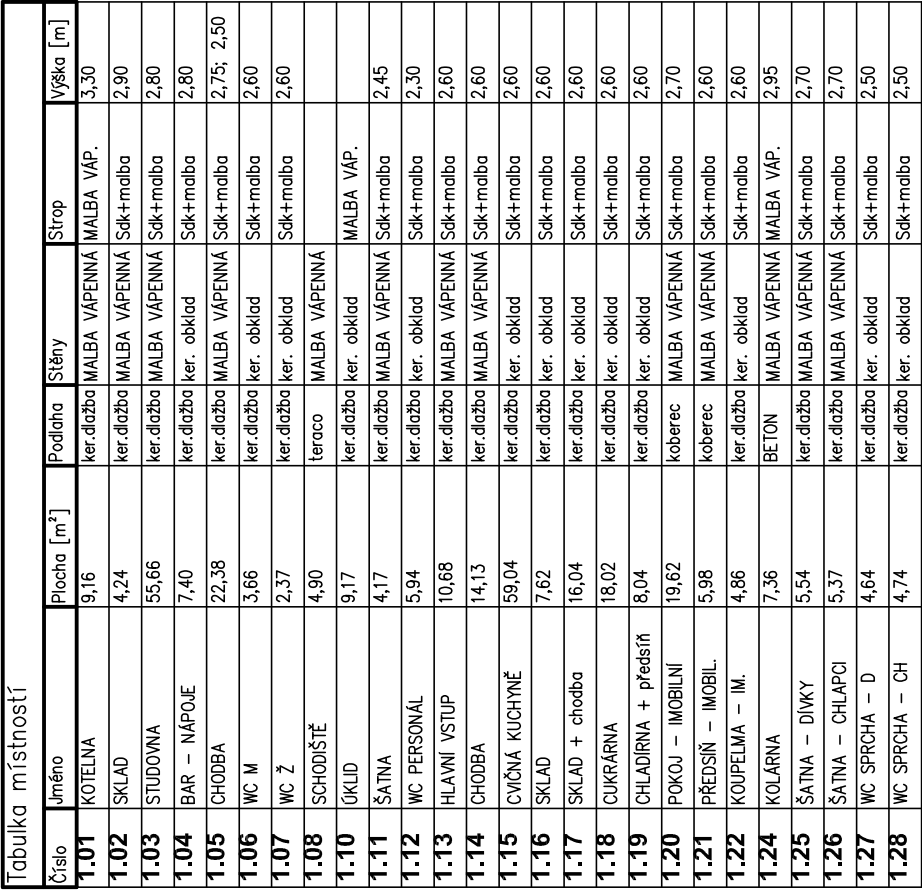 Tabulka místností
Číslo Jméno Plocha [m²] Podlaha Stěny Strop Výška [m]
1.01 KOTELNA 9,16 ker.dlažba MALBA VÁPENNÁ MALBA VÁP. 3,30
1.02 SKLAD 4,24 ker.dlažba MALBA VÁPENNÁ Sdk+malba 2,90
1.03 STUDOVNA 55,66 ker.dlažba MALBA VÁPENNÁ Sdk+malba 2,80
1.04 BAR – NÁPOJE 7,40 ker.dlažba ker. obklad Sdk+malba 2,80
1.05 CHODBA 22,38 ker.dlažba MALBA VÁPENNÁ Sdk+malba 2,75; 2,50
1.06 WC M 3,66 ker.dlažba ker. obklad Sdk+malba 2,60
1.07 WC Ž 2,37 ker.dlažba ker. obklad Sdk+malba 2,60
1.08 SCHODIŠTĚ 4,90 teraco MALBA VÁPENNÁ
1.10 ÚKLID 9,17 ker.dlažba ker. obklad MALBA VÁP.
1.11 ŠATNA 4,17 ker.dlažba MALBA VÁPENNÁ Sdk+malba 2,45
1.12 WC PERSONÁL 5,94 ker.dlažba ker. obklad Sdk+malba 2,30
1.13 HLAVNÍ VSTUP 10,68 ker.dlažba MALBA VÁPENNÁ Sdk+malba 2,60
1.14 CHODBA 14,13 ker.dlažba MALBA VÁPENNÁ Sdk+malba 2,60
1.15 CVIČNÁ KUCHYNĚ 59,04 ker.dlažba ker. obklad Sdk+malba 2,60
1.16 SKLAD 7,62 ker.dlažba ker. obklad Sdk+malba 2,60
1.17 SKLAD + chodba 16,04 ker.dlažba ker. obklad Sdk+malba 2,60
1.18 CUKRÁRNA 18,02 ker.dlažba ker. obklad Sdk+malba 2,60
1.19 CHLADÍRNA + předsíň 8,04 ker.dlažba ker. obklad Sdk+malba 2,60
1.20 POKOJ – IMOBILNÍ 19,62 koberec MALBA VÁPENNÁ Sdk+malba 2,70
1.21 PŘEDSÍŇ – IMOBIL. 5,98 koberec MALBA VÁPENNÁ Sdk+malba 2,60
1.22 KOUPELMA – IM. 4,86 ker.dlažba ker. obklad Sdk+malba 2,60
1.24 KOLÁRNA 7,36 BETON MALBA VÁPENNÁ MALBA VÁP. 2,95
1.25 ŠATNA – DÍVKY 5,54 ker.dlažba MALBA VÁPENNÁ Sdk+malba 2,70
1.26 ŠATNA – CHLAPCI 5,37 ker.dlažba MALBA VÁPENNÁ Sdk+malba 2,70
1.27 WC SPRCHA – D 4,64 ker.dlažba ker. obklad Sdk+malba 2,50
1.28 WC SPRCHA – CH 4,74 ker.dlažba ker. obklad Sdk+malba 2,50